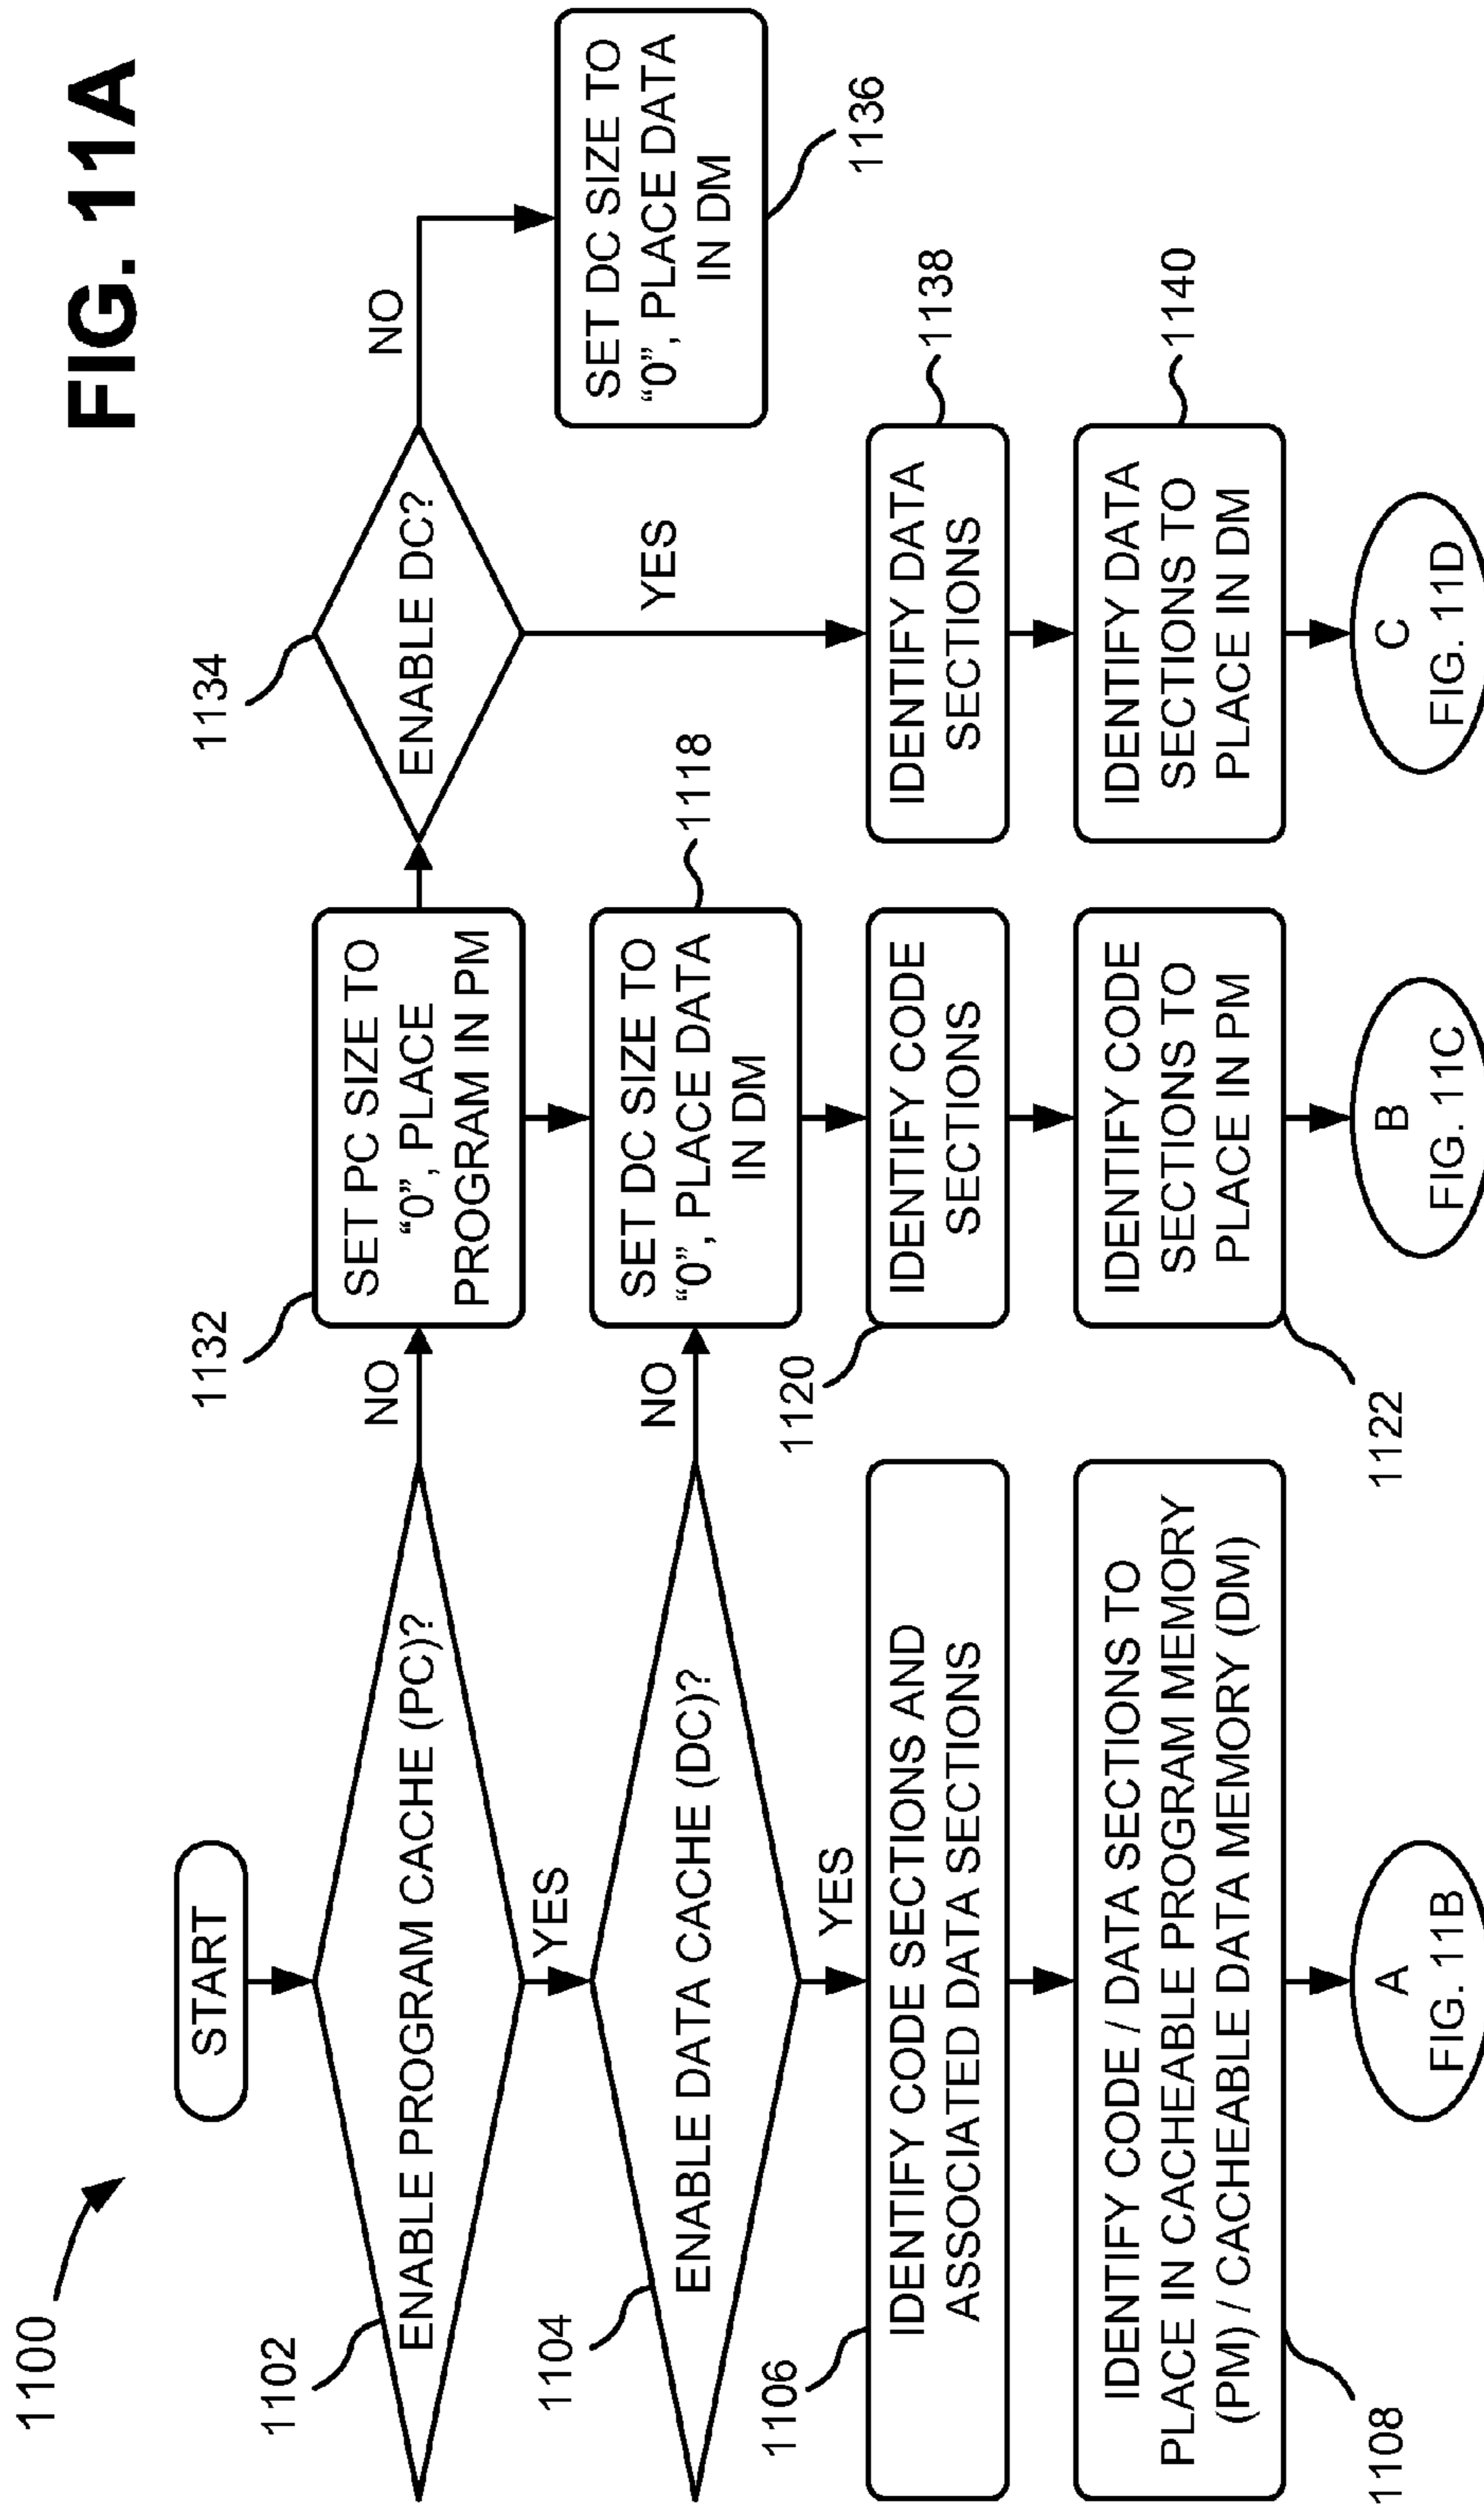 FIG. 11A
1100
START
1102
ENABLE PROGRAM CACHE (PC)?
NO
YES
1132
SET PC SIZE TO
“0”, PLACE
PROGRAM IN PM
1134
ENABLE DC?
NO
YES
SET DC SIZE TO
“0”, PLACE DATA
IN DM
1136
1104
ENABLE DATA CACHE (DC)?
NO
YES
SET DC SIZE TO
“0”, PLACE DATA
IN DM
1118
1106
IDENTIFY CODE SECTIONS AND
ASSOCIATED DATA SECTIONS
1120
IDENTIFY CODE
SECTIONS
IDENTIFY DATA
SECTIONS
1138
IDENTIFY CODE / DATA SECTIONS TO
PLACE IN CACHEABLE PROGRAM MEMORY
(PM) / CACHEABLE DATA MEMORY (DM)
1108
IDENTIFY CODE
SECTIONS TO
PLACE IN PM
1122
IDENTIFY DATA
SECTIONS TO
PLACE IN DM
1140
A
FIG. 11B
B
FIG. 11C
C
FIG. 11D